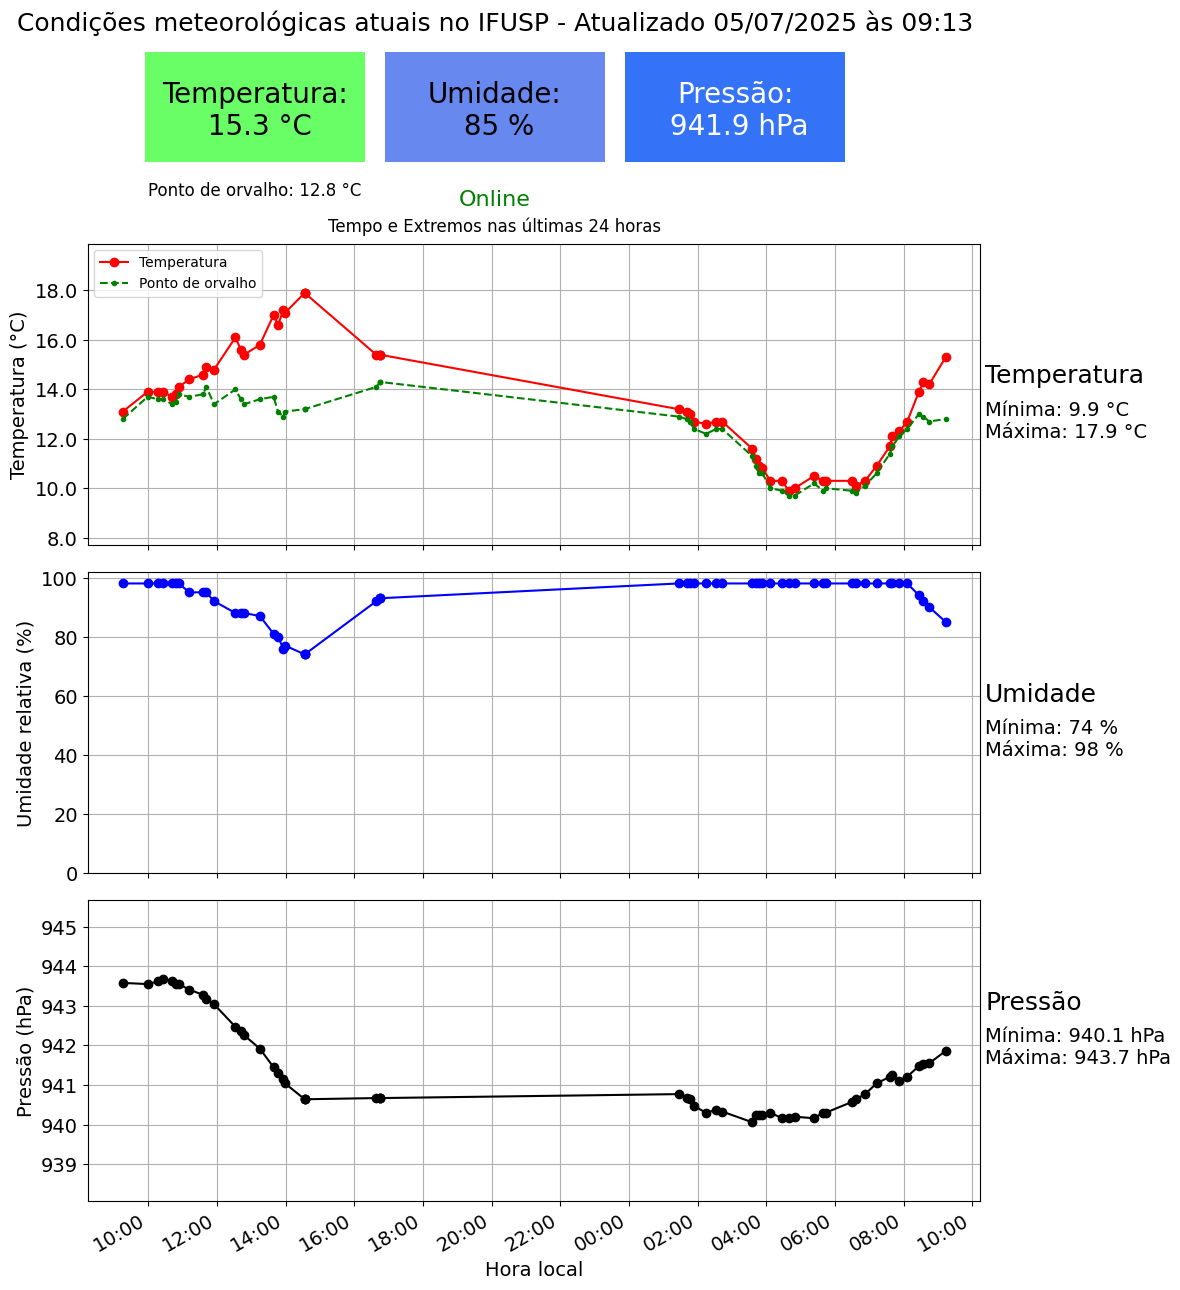 Condições meteorológicas atuais no IFUSP - Atualizado 05/07/2025 às 09:13
Temperatura:
15.3 °C
Umidade:
85 %
Pressão:
941.9 hPa
Ponto de orvalho: 12.8 °C
Online
Tempo e Extremos nas últimas 24 horas
Temperatura
Ponto de orvalho
Temperatura (°C)
18.0
16.0
14.0
12.0
10.0
8.0
Temperatura
Mínima: 9.9 °C
Máxima: 17.9 °C
Umidade relativa (%)
100
80
60
40
20
0
Umidade
Mínima: 74 %
Máxima: 98 %
Pressão (hPa)
945
944
943
942
941
940
939
Pressão
Mínima: 940.1 hPa
Máxima: 943.7 hPa
10:00
12:00
14:00
16:00
18:00
20:00
22:00
00:00
02:00
04:00
06:00
08:00
10:00
Hora local